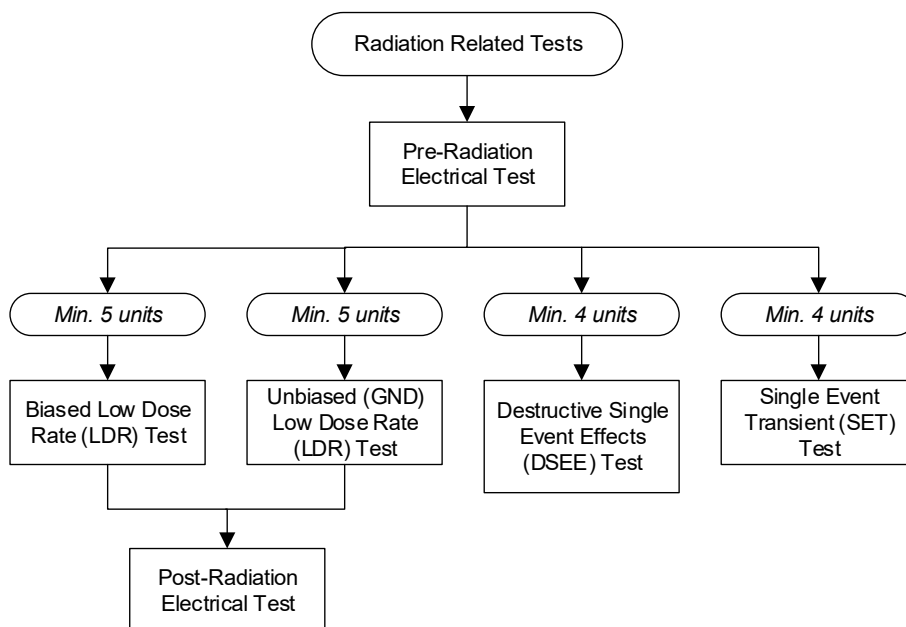 Radiation Related Tests
Pre-Radiation
Electrical Test
Min. 5 units
Min. 5 units
Min. 4 units
Min. 4 units
Biased Low Dose
Rate (LDR) Test
Unbiased (GND)
Low Dose Rate
(LDR) Test
Destructive Single
Event Effects
(DSEE) Test
Single Event
Transient (SET)
Test
Post-Radiation
Electrical Test